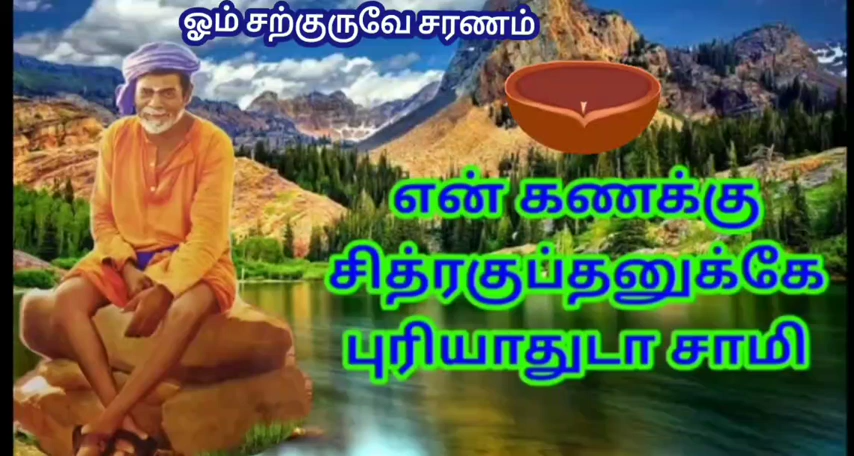 ஓம் சற்குருவே சரணம்
என் கணக்கு
சித்ரகுப்தனுக்கே
புரியாதுடா சாமி